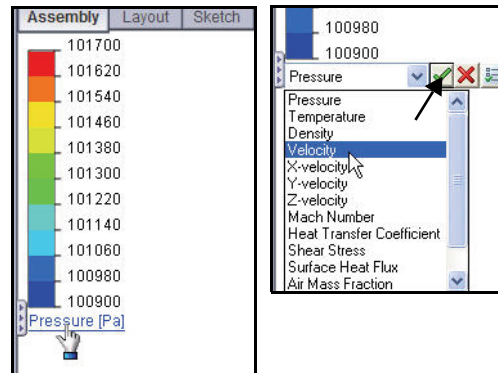 Assembly Layout Sketch
101700
101620
101540
101460
101380
101300
101220
101140
101060
100980
100900
Pressure [Pa]
100980
100900
Pressure
Pressure
Temperature
Density
Velocity
X-velocity
Y-velocity
Z-velocity
Mach Number
Heat Transfer Coefficient
Shear Stress
Surface Heat Flux
Air Mass Fraction